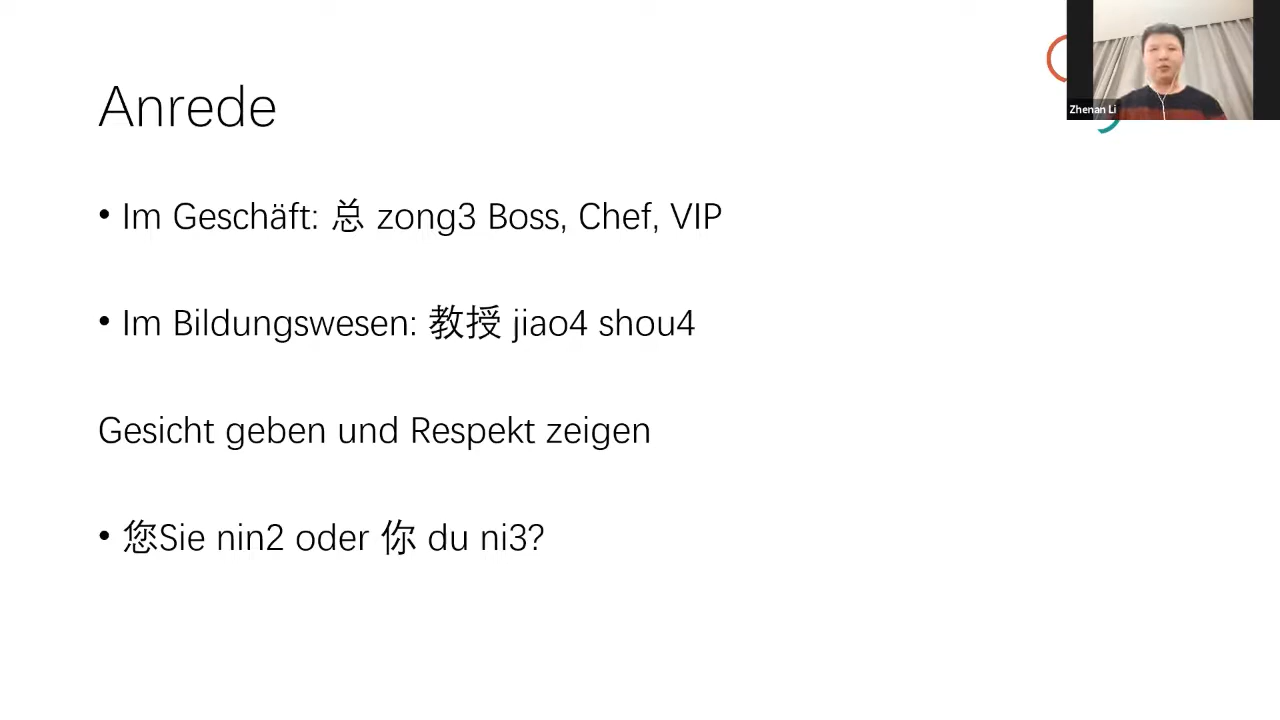 Anrede
• Im Geschäft: 总 zong3 Boss, Chef, VIP
• Im Bildungswesen: 教授 jiao4 shou4
Gesicht geben und Respekt zeigen
• 您Sie nin2 oder 你 du ni3?
Zhenan Li